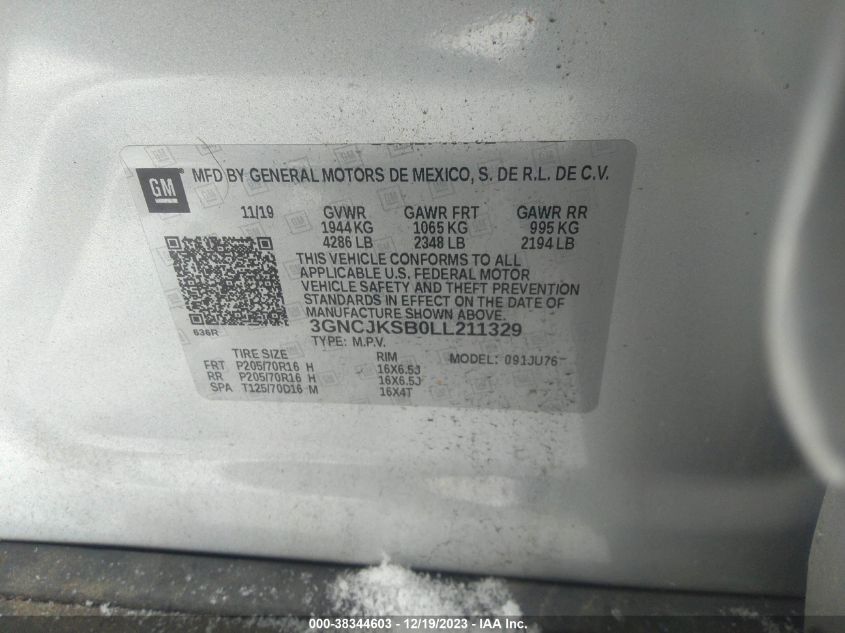 GM MFD BY GENERAL MOTORS DE MEXICO, S. DE R.L. DE C.V.
11/19 GVWR GAWR FRT GAWR RR
1944 KG 1065 KG 995 KG
4286 LB 2348 LB 2194 LB
THIS VEHICLE CONFORMS TO ALL
APPLICABLE U.S. FEDERAL MOTOR
VEHICLE SAFETY AND THEFT PREVENTION
STANDARDS IN EFFECT ON THE DATE OF
MANUFACTURE SHOWN ABOVE.
636R 3GNCJKSB0LL211329
TYPE: M.P.V.
TIRE SIZE RIM MODEL: 091JU76
FRT P205/70R16 H 16X6.5J
RR P205/70R16 H 16X6.5J
SPA T125/70D16 M 16X4T
000-38344603 - 12/19/2023 - IAA Inc.